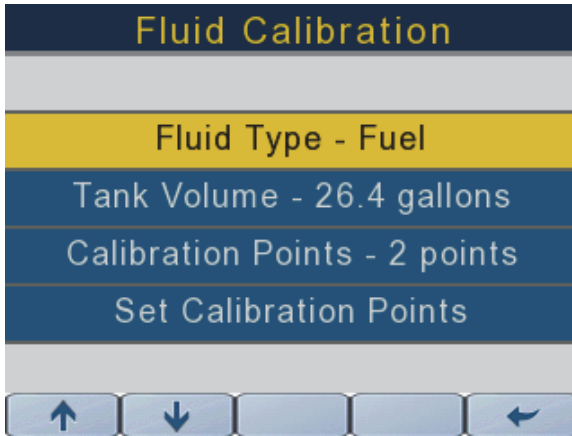 Fluid Calibration
Fluid Type - Fuel
Tank Volume - 26.4 gallons
Calibration Points - 2 points
Set Calibration Points